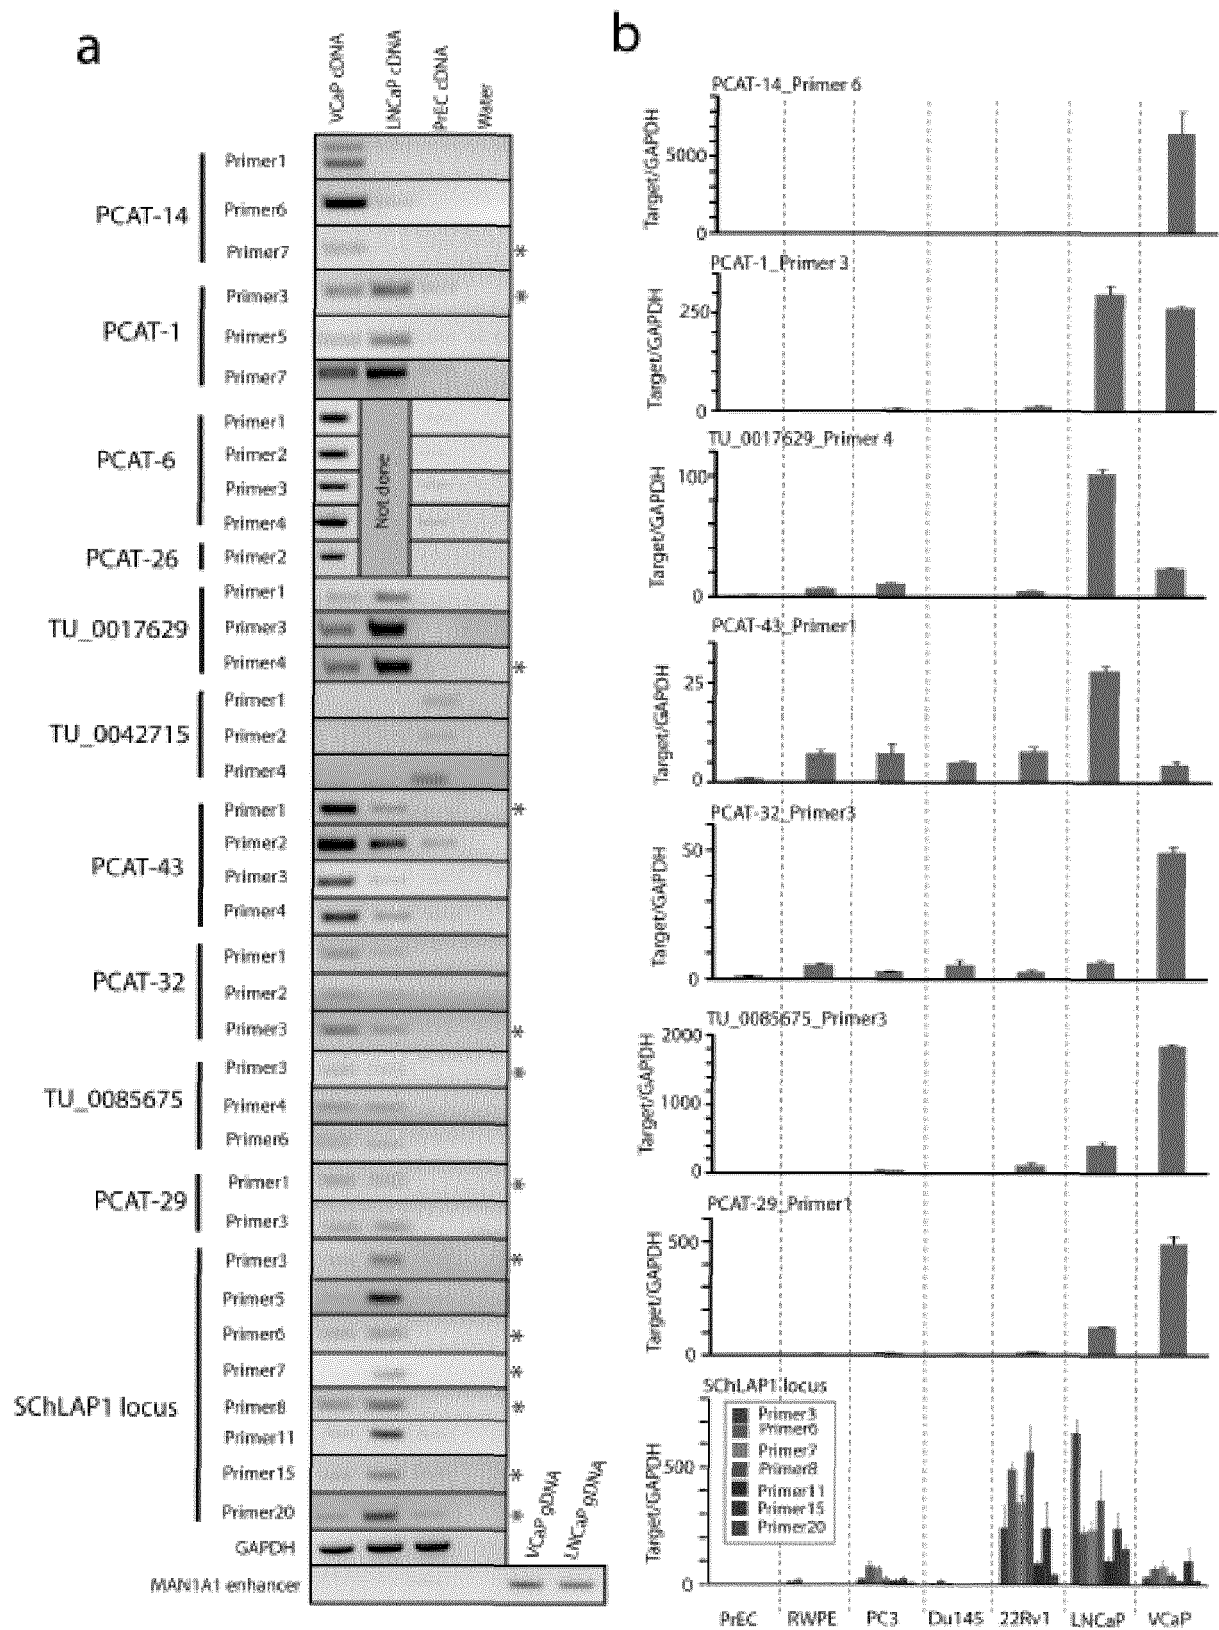 a
VCaP cDNA
LNCaP cDNA
PrEC cDNA
Water
PCAT-14
Primer1
Primer6
Primer7 *
PCAT-1
Primer3 *
Primer5
Primer7
PCAT-6
Primer1
Primer2
Primer3
Primer4
Not done
PCAT-26
Primer2
TU_0017629
Primer1
Primer3
Primer4 *
TU_0042715
Primer1
Primer2
Primer4
PCAT-43
Primer1 *
Primer2
Primer3
Primer4
PCAT-32
Primer1
Primer2
Primer3 *
TU_0085675
Primer3 *
Primer4
Primer6
PCAT-29
Primer1 *
Primer3
SChLAP1 locus
Primer3 *
Primer5
Primer6 *
Primer7 *
Primer8 *
Primer11
Primer15 *
Primer20 *
GAPDH
MAN1A1 enhancer
VCaP gDNA
LNCaP gDNA
b
PCAT-14_Primer 6
Target/GAPDH
5000
0
PCAT-1_Primer 3
Target/GAPDH
250
0
TU_0017629_Primer 4
Target/GAPDH
100
0
PCAT-43_Primer1
Target/GAPDH
25
0
PCAT-32_Primer3
Target/GAPDH
50
0
TU_0085675_Primer3
Target/GAPDH
2000
1000
0
PCAT-29_Primer1
Target/GAPDH
500
0
SChLAP1 locus
Target/GAPDH
500
0
Primer3
Primer6
Primer7
Primer8
Primer11
Primer15
Primer20
PrEC RWPE PC3 Du145 22Rv1 LNCaP VCaP